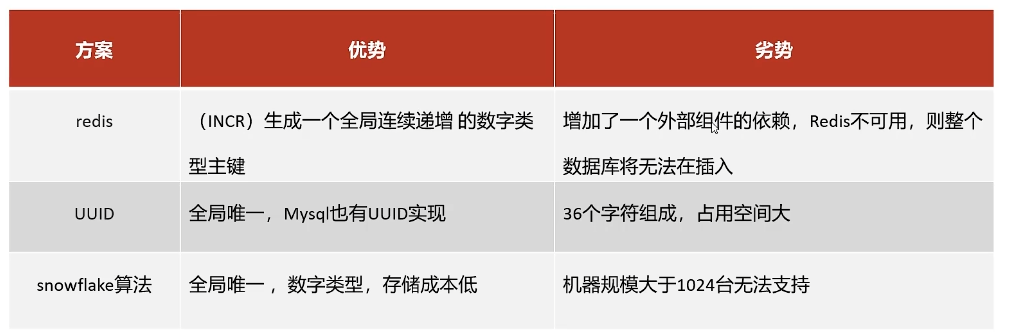 方案 优势 劣势
redis （INCR）生成一个全局连续递增 的数字类 增加了一个外部组件的依赖，Redis不可用，则整个
型主键 数据库将无法在插入
UUID 全局唯一，Mysql也有UUID实现 36个字符组成，占用空间大
snowflake算法 全局唯一 ，数字类型，存储成本低 机器规模大于1024台无法支持